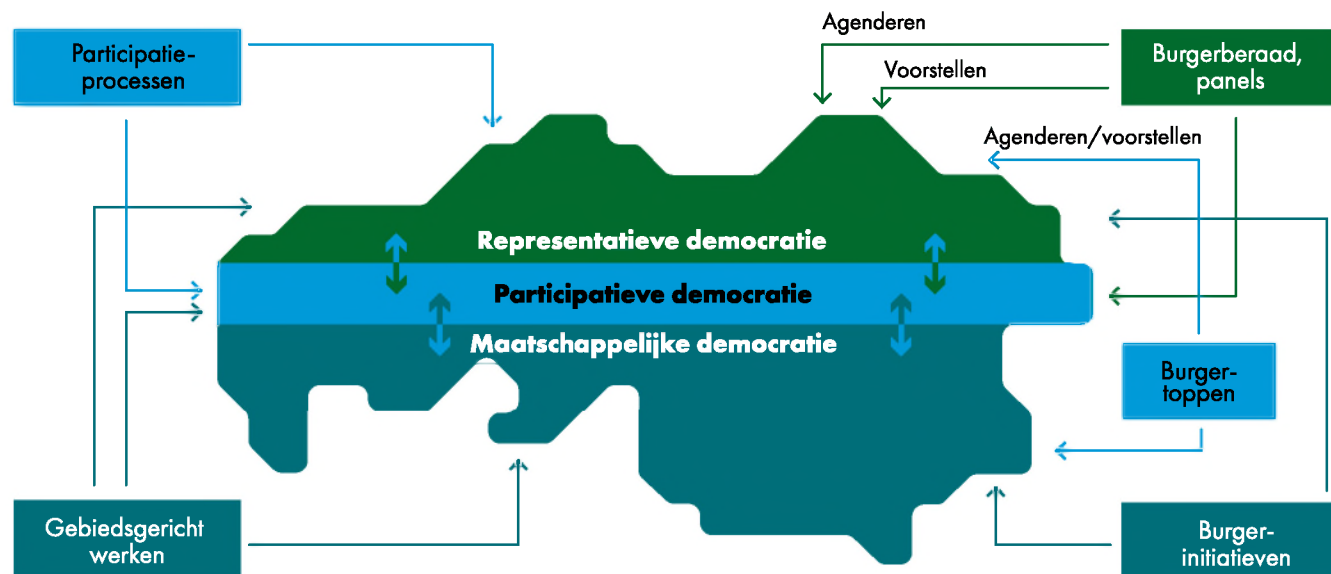 Participatie-
processen
Agenderen
Voorstellen
Burgerberaad,
panels
Agenderen/voorstellen
Representatieve democratie
Participatieve democratie
Maatschappelijke democratie
Burger-
toppen
Gebiedsgericht
werken
Burger-
initiatieven